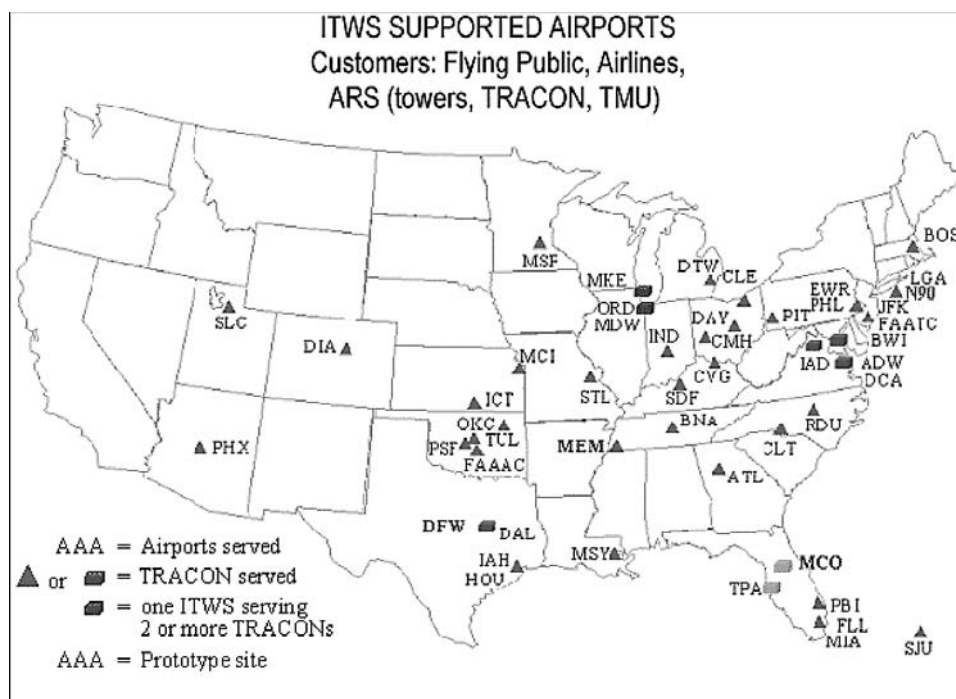 ITWS SUPPORTED AIRPORTS
Customers: Flying Public, Airlines,
ARS (towers, TRACON, TMU)
BOS
MSF
DTW
CLE
MKE
LGA
N90
EWR
PHL
JFK
SLC
ORD
MDW
DAY
PIT
FAATC
DIA
IND
CMH
BWI
IAD
ADW
DCA
MCI
CVG
STL
SDF
ICT
BNA
RDU
OKC
TUL
PHX
PSF
MEM
CLT
FAAAC
ATL
DFW
DAL
MSY
IAH
HOU
MCO
TPA
PBI
FLL
MIA
SJU
AAA = Airports served
or = TRACON served
= one ITWS serving
2 or more TRACONs
AAA = Prototype site